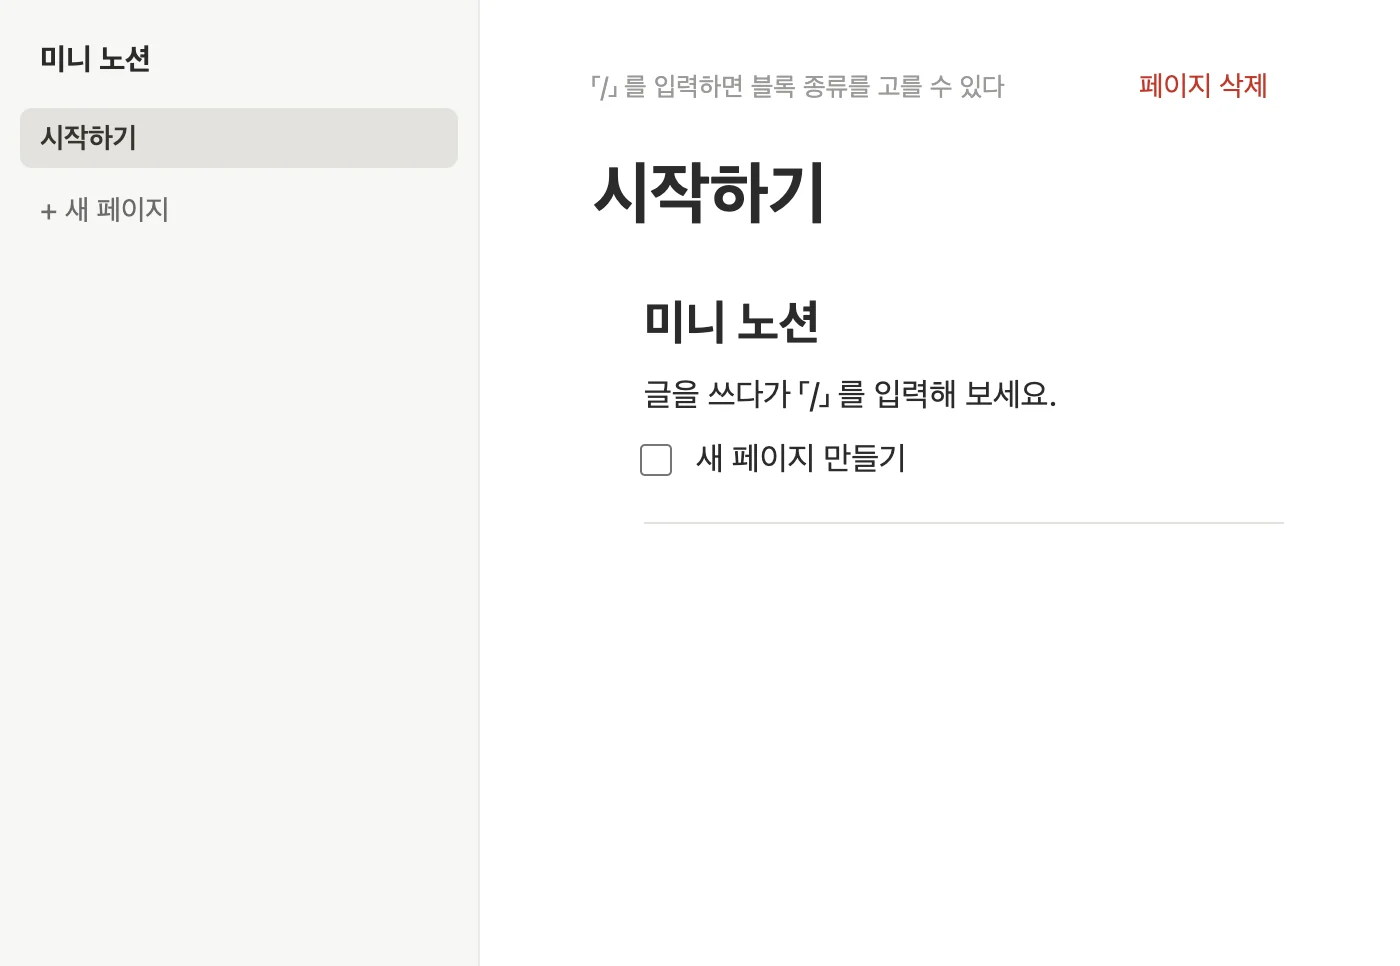 미니 노션
시작하기
+ 새 페이지
「/」 를 입력하면 블록 종류를 고를 수 있다
페이지 삭제
시작하기
미니 노션
글을 쓰다가 「/」 를 입력해 보세요.
새 페이지 만들기